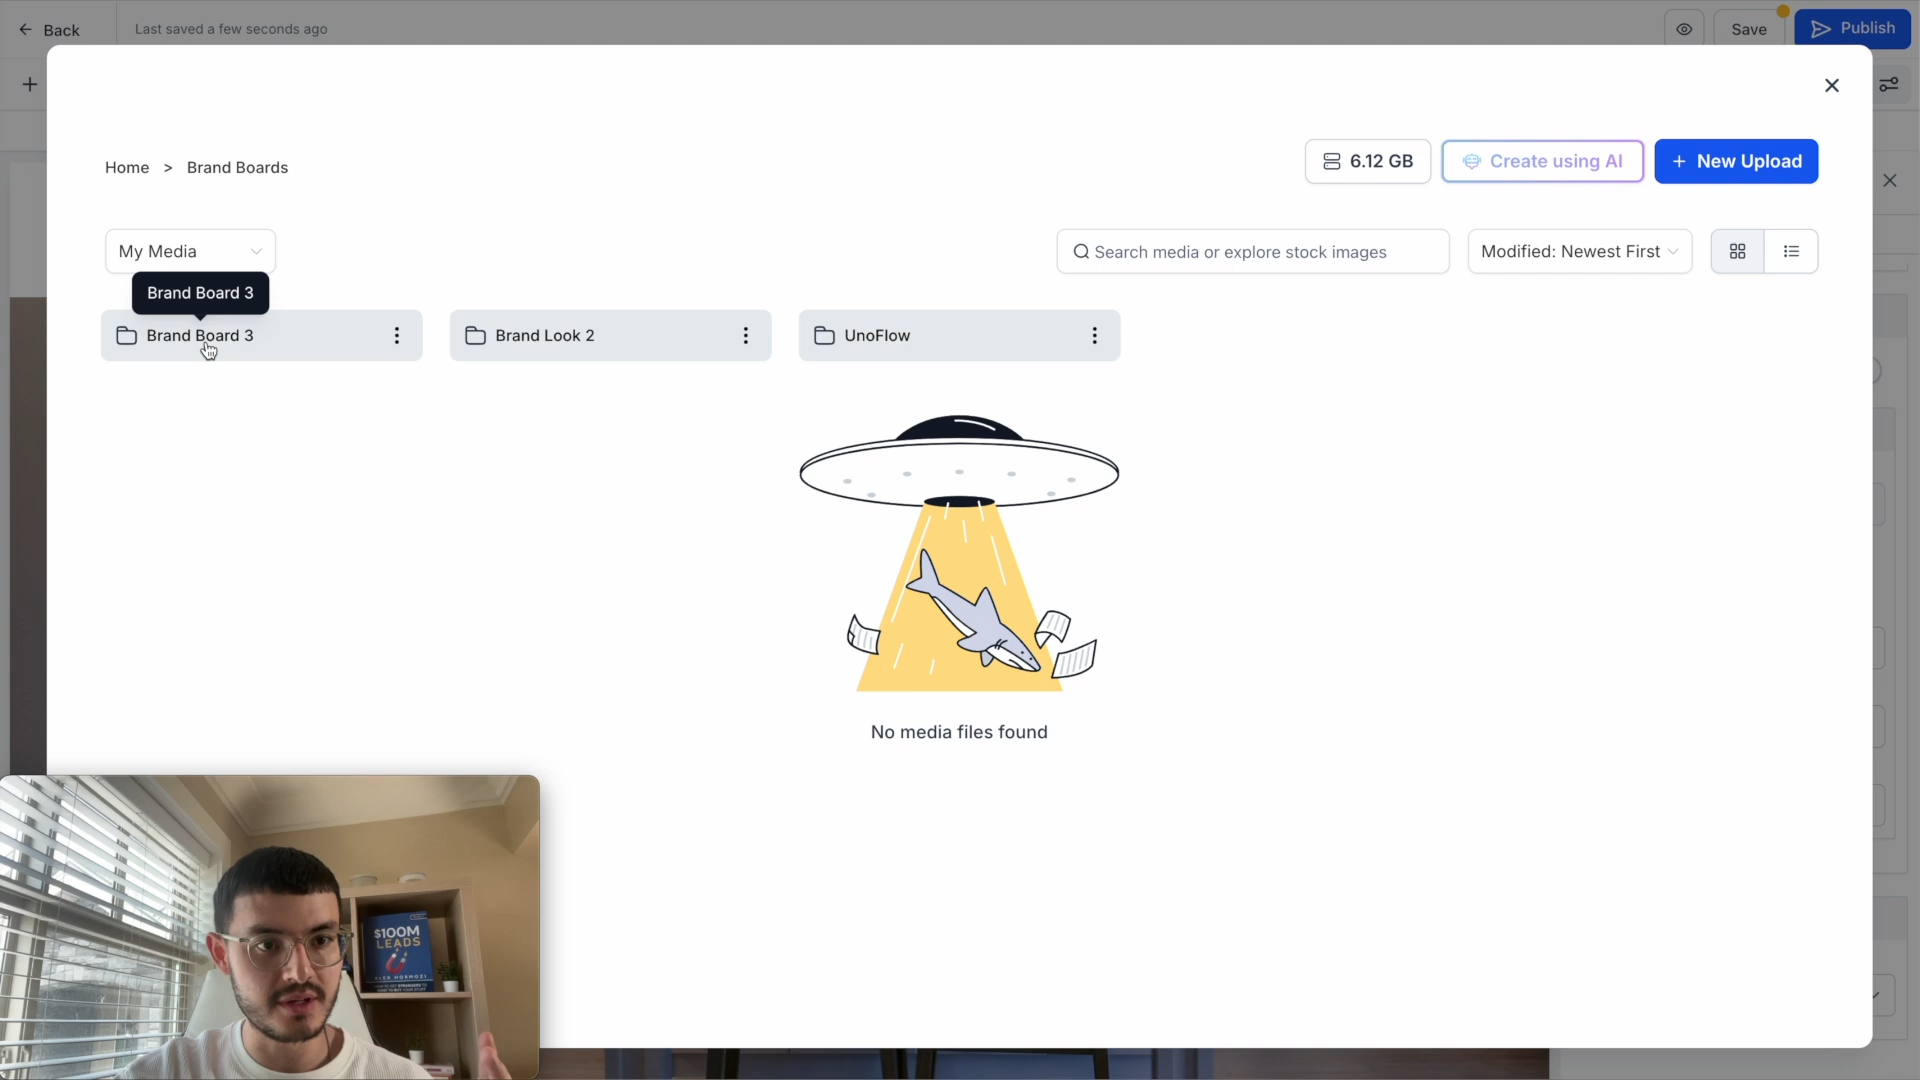 Back
Last saved a few seconds ago
Save
Publish
Home > Brand Boards
6.12 GB
Create using AI
+ New Upload
My Media
Search media or explore stock images
Modified: Newest First
Brand Board 3
Brand Board 3
Brand Look 2
UnoFlow
No media files found
$100M
LEADS
ALEX HORMOZI